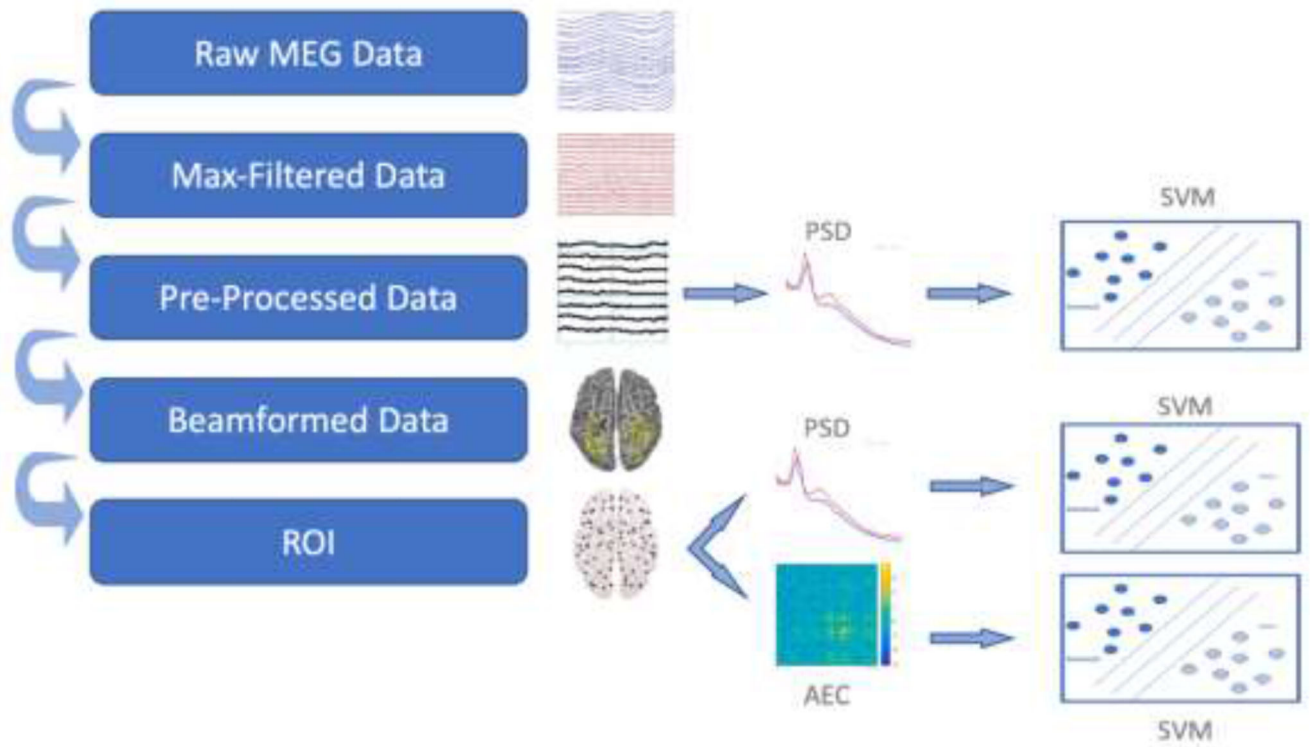 Raw MEG Data
Max-Filtered Data
SVM
PSD
Pre-Processed Data
Beamformed Data
SVM
PSD
ROI
AEC
SVM